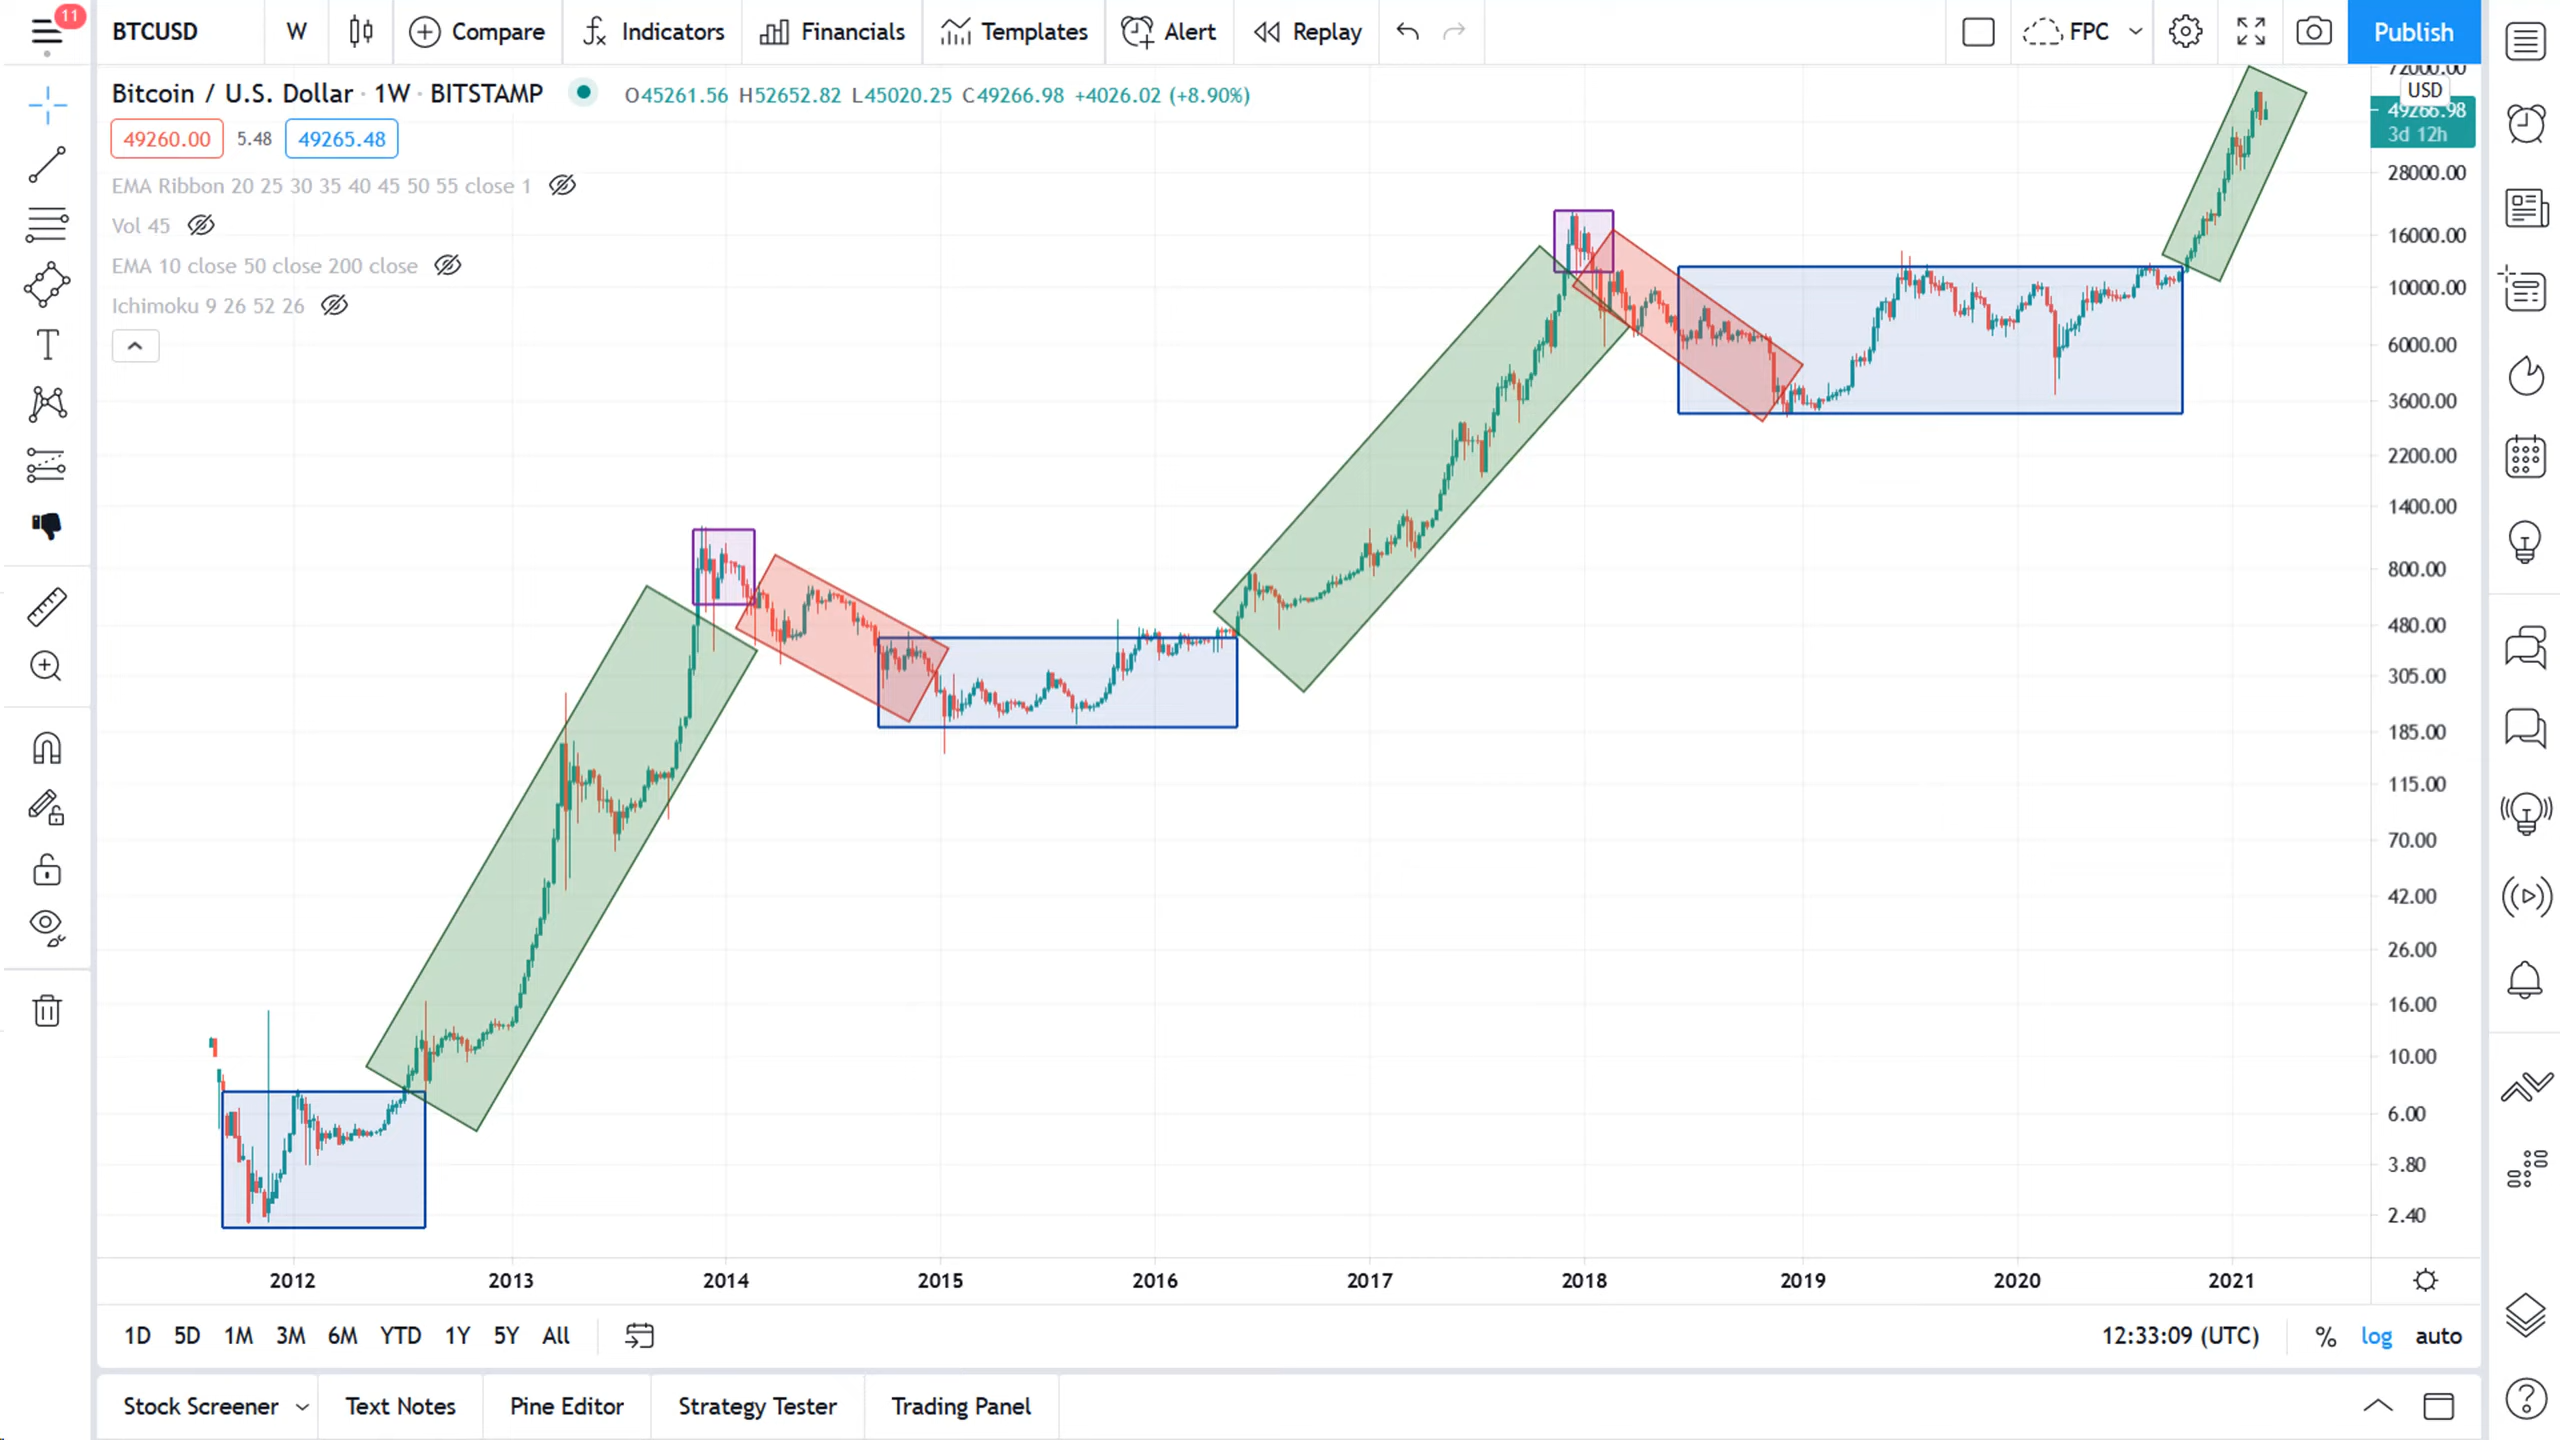 11
BTCUSD W Compare Indicators Financials Templates Alert Replay FPC Publish
Bitcoin / U.S. Dollar · 1W · BITSTAMP O45261.56 H52652.82 L45020.25 C49266.98 +4026.02 (+8.90%)
49260.00 5.48 49265.48
EMA Ribbon 20 25 30 35 40 45 50 55 close 1
Vol 45
EMA 10 close 50 close 200 close
Ichimoku 9 26 52 26
72000.00
USD
49266.98
3d 12h
28000.00
16000.00
10000.00
6000.00
3600.00
2200.00
1400.00
800.00
480.00
305.00
185.00
115.00
70.00
42.00
26.00
16.00
10.00
6.00
3.80
2.40
2012 2013 2014 2015 2016 2017 2018 2019 2020 2021
1D 5D 1M 3M 6M YTD 1Y 5Y All 12:33:09 (UTC) % log auto
Stock Screener Text Notes Pine Editor Strategy Tester Trading Panel